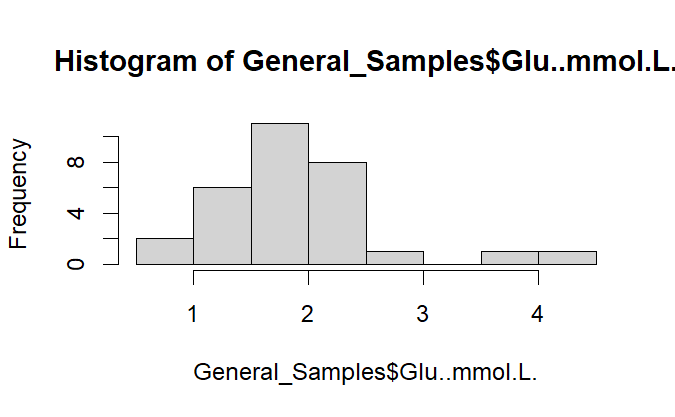 Histogram of General_Samples$Glu..mmol.L.
Frequency
8
4
0
1 2 3 4
General_Samples$Glu..mmol.L.